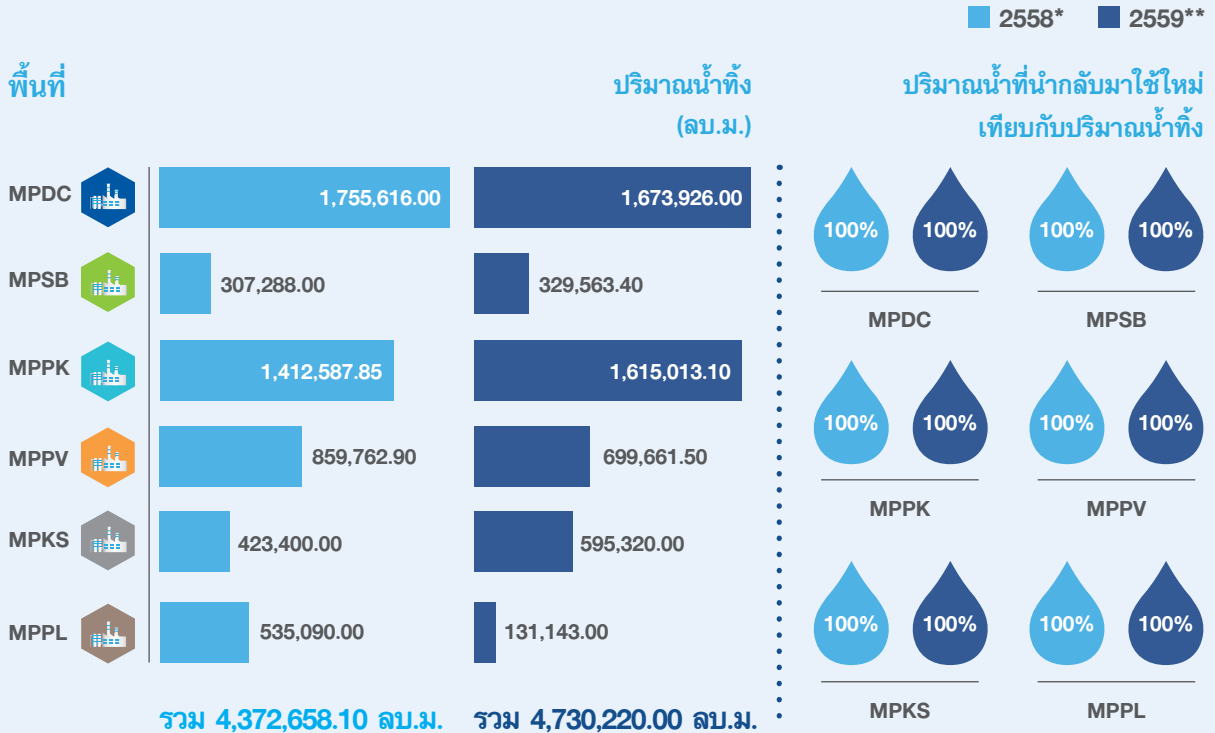 2558* 2559**
พื้นที่ ปริมาณน้ำทิ้ง ปริมาณน้ำที่นำกลับมาใช้ใหม่
(ลบ.ม.) เทียบกับปริมาณน้ำทิ้ง
MPDC 1,755,616.00 1,673,926.00
MPSB 307,288.00 329,563.40
MPPK 1,412,587.85 1,615,013.10
MPPV 859,762.90 699,661.50
MPKS 423,400.00 595,320.00
MPPL 535,090.00 131,143.00
รวม 4,372,658.10 ลบ.ม. รวม 4,730,220.00 ลบ.ม.
100% 100% 100% 100%
MPDC MPSB
100% 100% 100% 100%
MPPK MPPV
100% 100% 100% 100%
MPKS MPPL